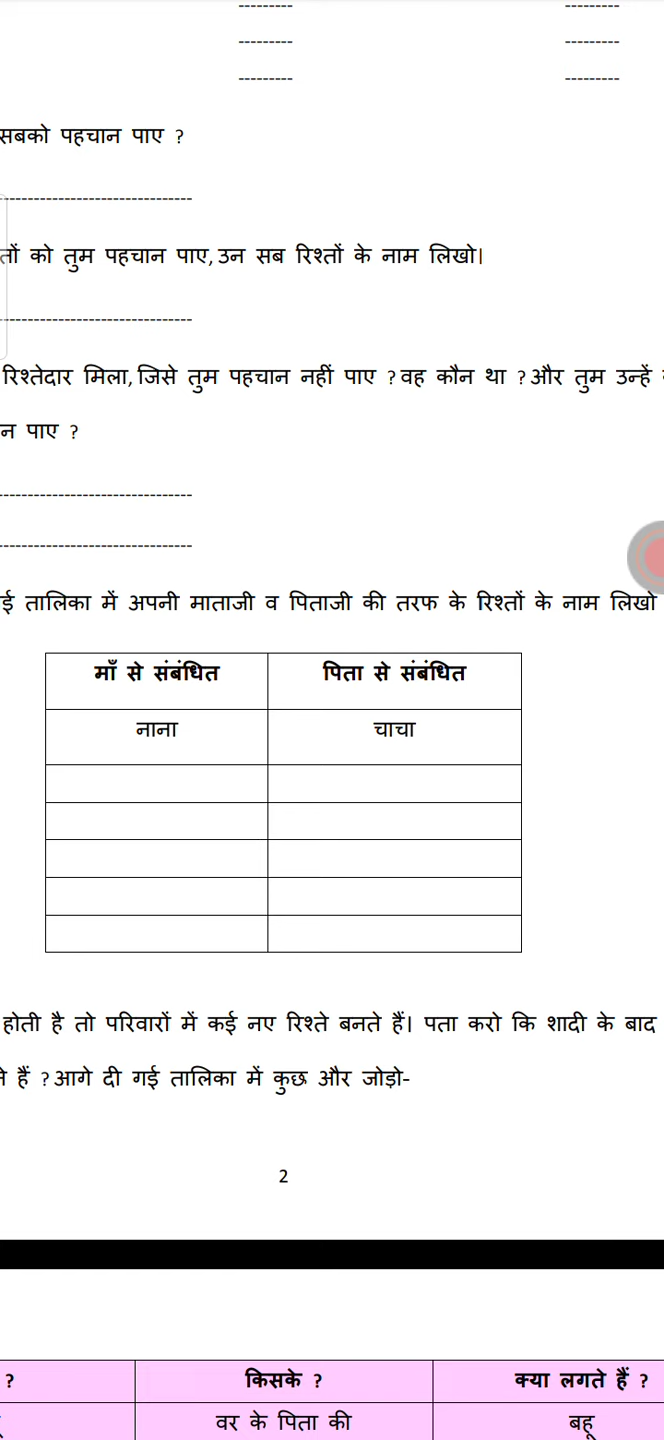 --------- ---------
--------- ---------
--------- ---------
सबको पहचान पाए ?
---------------------------------
तों को तुम पहचान पाए,उन सब रिश्तों के नाम लिखो।
---------------------------------
रिश्तेदार मिला,जिसे तुम पहचान नहीं पाए ?वह कौन था ?और तुम उन्हें
न पाए ?
---------------------------------
---------------------------------
ई तालिका में अपनी माताजी व पिताजी की तरफ के रिश्तों के नाम लिखो
माँ से संबंधित पिता से संबंधित
नाना चाचा
होती है तो परिवारों में कई नए रिश्ते बनते हैं। पता करो कि शादी के बाद
हैं ?आगे दी गई तालिका में कुछ और जोड़ो-
2
? किसके ? क्या लगते हैं ?
वर के पिता की बहू